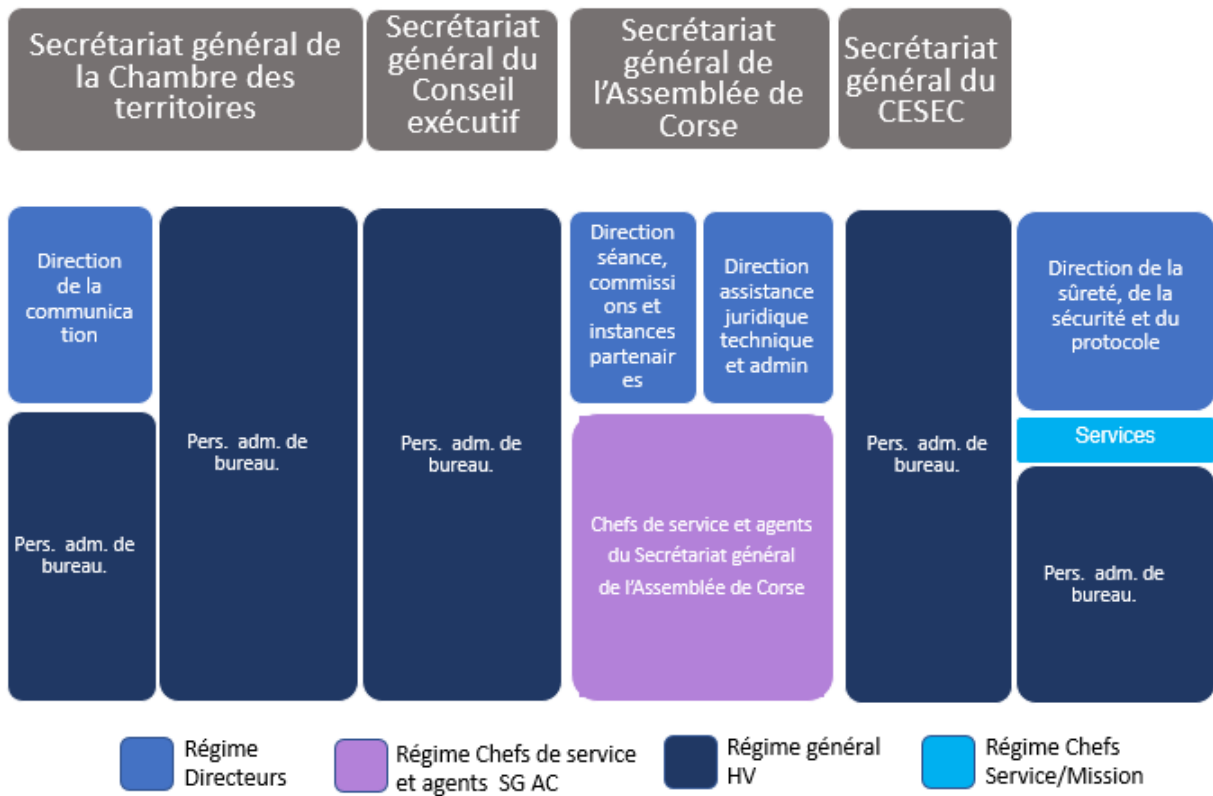 Secrétariat général de
la Chambre des
territoires
Secrétariat
général du
Conseil
exécutif
Secrétariat
général de
l'Assemblée de
Corse
Secrétariat
général du
CESEC
Direction
de la
communica
tion
Pers. adm. de
bureau.
Pers. adm. de
bureau.
Pers. adm. de
bureau.
Direction
séance,
commissi
ons et
instances
partenair
es
Direction
assistance
juridique
technique
et admin
Chefs de service et agents
du Secrétariat général
de l'Assemblée de Corse
Pers. adm. de
bureau.
Direction de la
sûreté, de la
sécurité et du
protocole
Services
Pers. adm. de
bureau.
Régime
Directeurs
Régime Chefs de service
et agents SG AC
Régime général
HV
Régime Chefs
Service/Mission